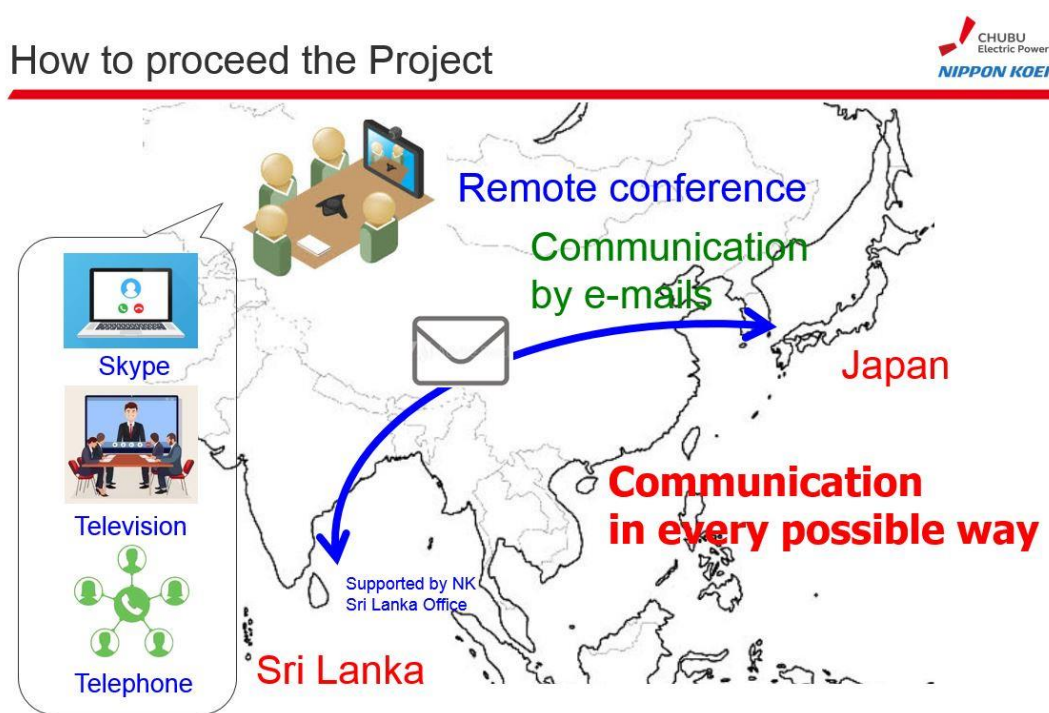 How to proceed the Project
CHUBU
Electric Power
NIPPON KOEI
Remote conference
Communication
by e-mails
Skype
Japan
Television
Communication
in every possible way
Supported by NK
Sri Lanka Office
Telephone
Sri Lanka